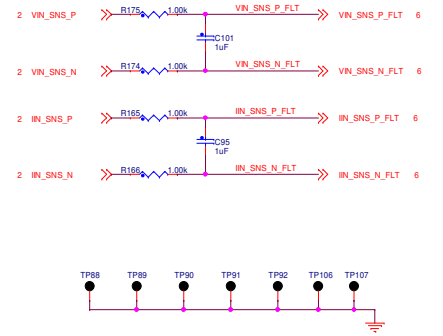 2 VIN_SNS_P R175 1.00k VIN_SNS_P_FLT VIN_SNS_P_FLT 6
C101
1uF
2 VIN_SNS_N R174 1.00k VIN_SNS_N_FLT VIN_SNS_N_FLT 6
2 IIN_SNS_P R165 1.00k IIN_SNS_P_FLT IIN_SNS_P_FLT 6
C95
1uF
2 IIN_SNS_N R166 1.00k IIN_SNS_N_FLT IIN_SNS_N_FLT 6
TP88 TP89 TP90 TP91 TP92 TP106 TP107